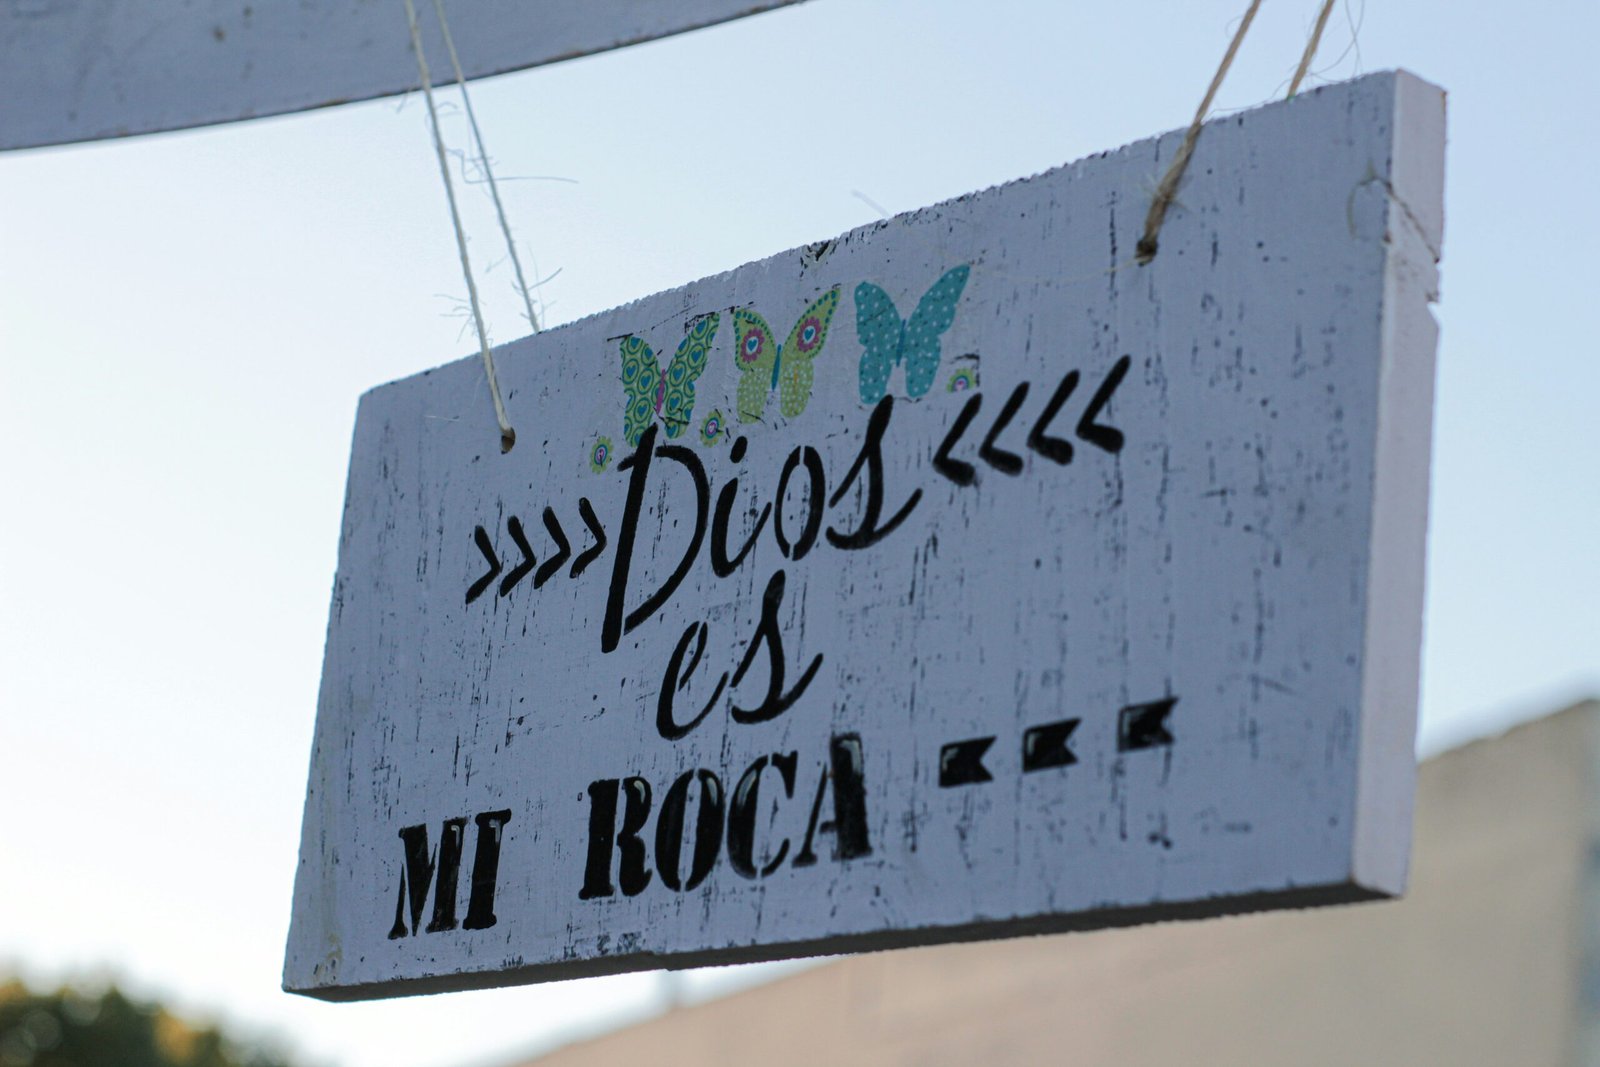 >>>> Dios <<<<
es
MI ROCA